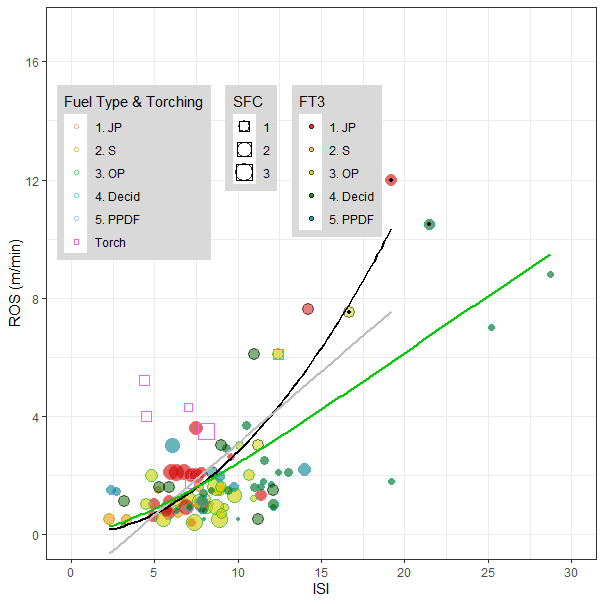 16
12
8
4
0
ROS (m/min)
Fuel Type & Torching
1. JP
2. S
3. OP
4. Decid
5. PPDF
Torch
SFC
1
2
3
FT3
1. JP
2. S
3. OP
4. Decid
5. PPDF
0 5 10 15 20 25 30
ISI